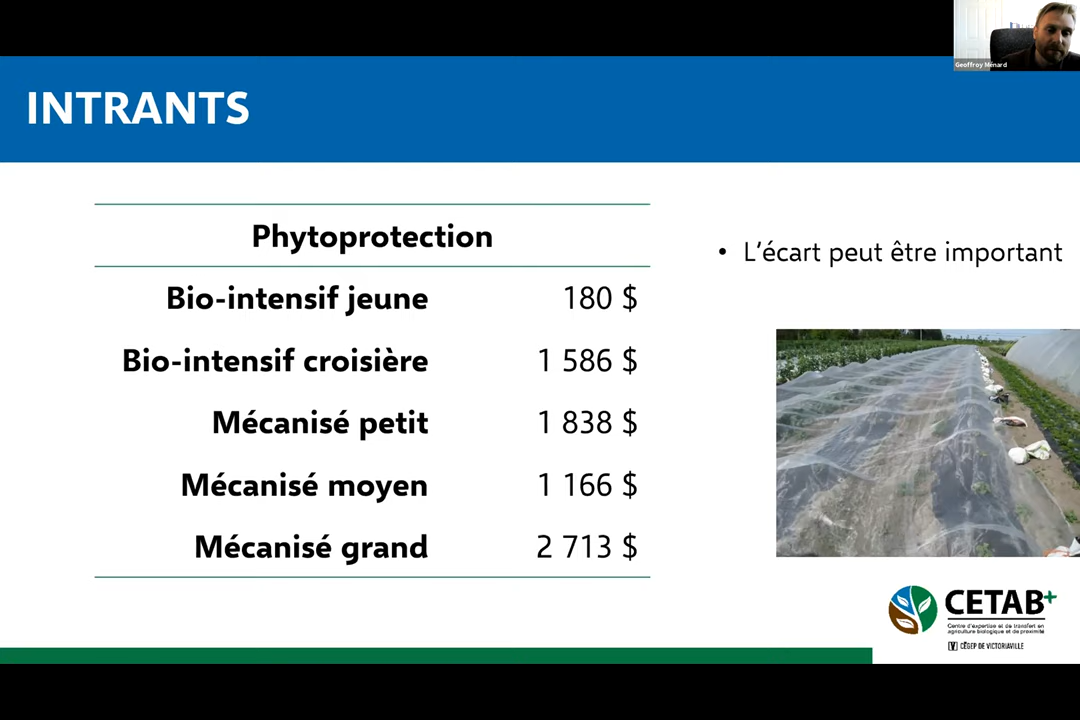 Geoffroy Ménard
INTRANTS
Phytoprotection
Bio-intensif jeune 180 $
Bio-intensif croisière 1 586 $
Mécanisé petit 1 838 $
Mécanisé moyen 1 166 $
Mécanisé grand 2 713 $
• L'écart peut être important
CETAB+
Centre d'expertise et de transfert en
agriculture biologique et de proximité
CÉGEP DE VICTORIAVILLE